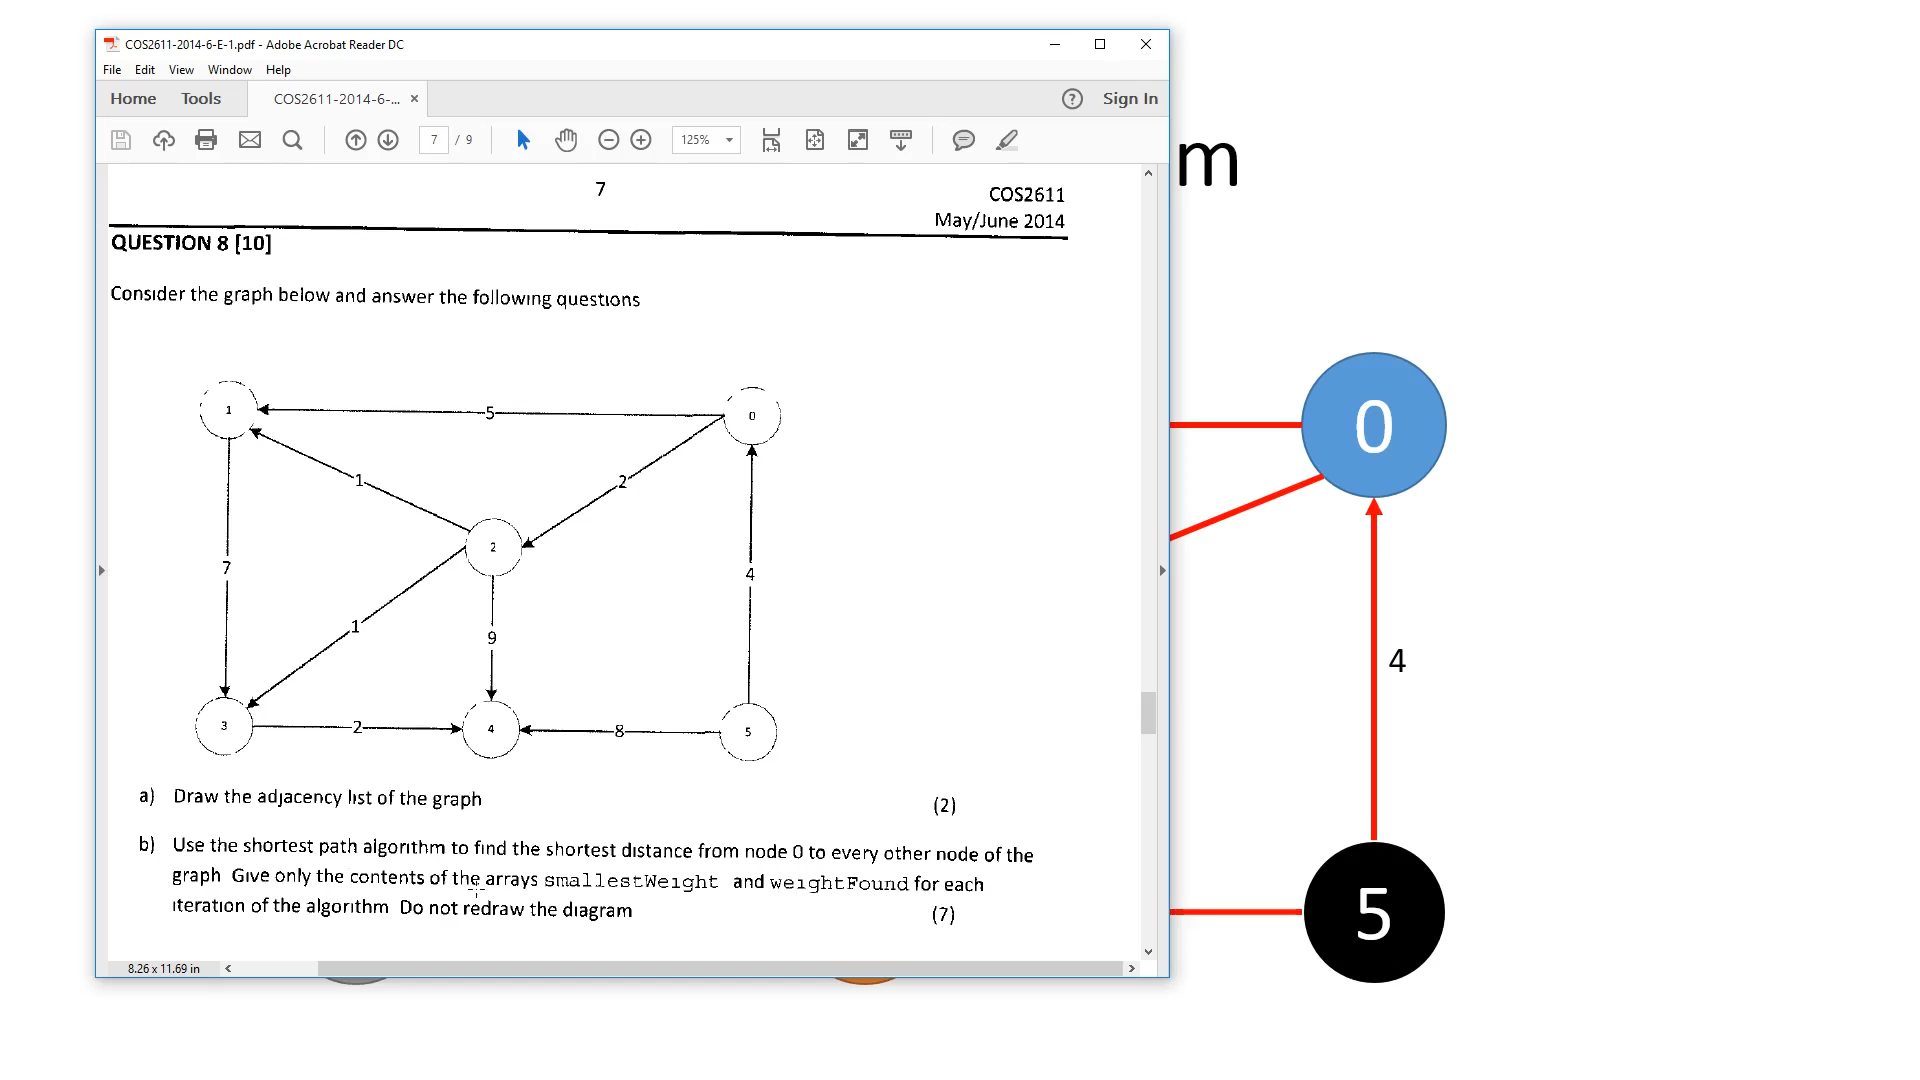 COS2611-2014-6-E-1.pdf - Adobe Acrobat Reader DC
File Edit View Window Help
Home Tools COS2611-2014-6-... × ? Sign In
7 / 9 125%
m
7
COS2611
May/June 2014
QUESTION 8 [10]
Consider the graph below and answer the following questions
1 5 0
1 2
2
7 1 9 4
3 2 4 8 5
0
4
5
a) Draw the adjacency list of the graph (2)
b) Use the shortest path algorithm to find the shortest distance from node 0 to every other node of the
graph Give only the contents of the arrays smallestWeight and weightFound for each
iteration of the algorithm Do not redraw the diagram (7)
8.26 x 11.69 in